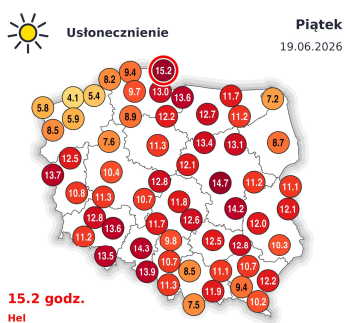 Usłonecznienie
Piątek
19.06.2026
15.2
8.2 9.4
9.7 13.0 13.6 11.7 7.2
5.8 4.1 5.4
8.5 5.9 8.9 12.2 12.7 11.2
7.6 11.3 13.4 13.1 8.7
12.5 12.1
13.7 10.4 12.8 14.7 11.2 11.1
10.8 11.3 10.7 11.8 14.2 12.1
12.8 13.6 11.7 12.6 12.0
11.2 14.3 9.8 12.5 12.8 10.3
13.5 10.7
13.9 8.5 11.1 10.7
11.3 11.9 9.4 12.2
7.5 10.2
15.2 godz.
Hel